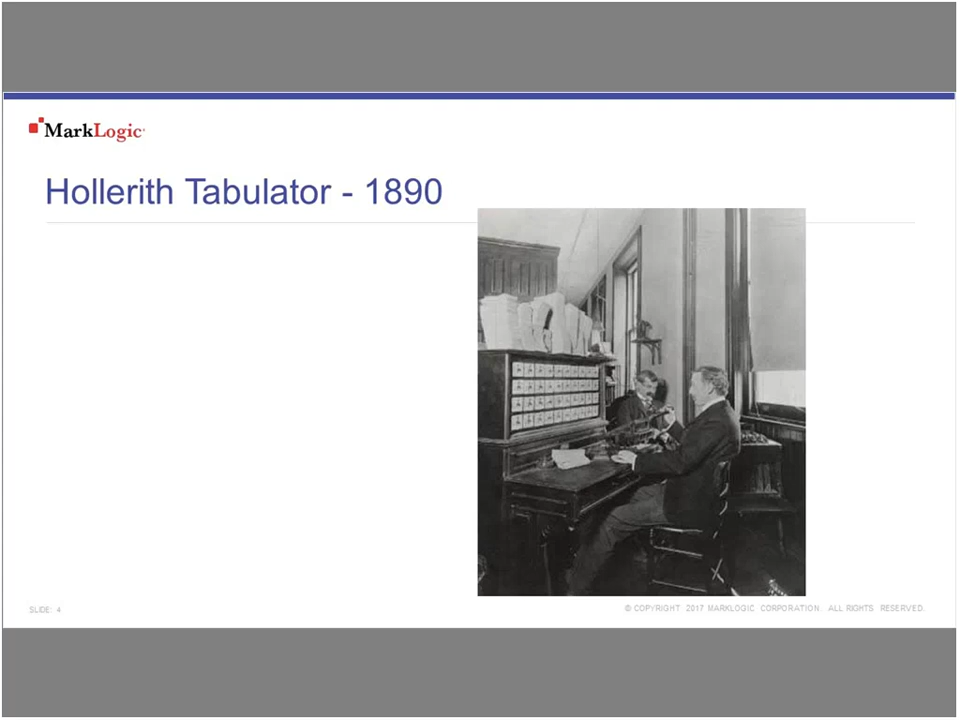 MarkLogic
Hollerith Tabulator - 1890
SLIDE: 4
© COPYRIGHT 2017 MARKLOGIC CORPORATION. ALL RIGHTS RESERVED.